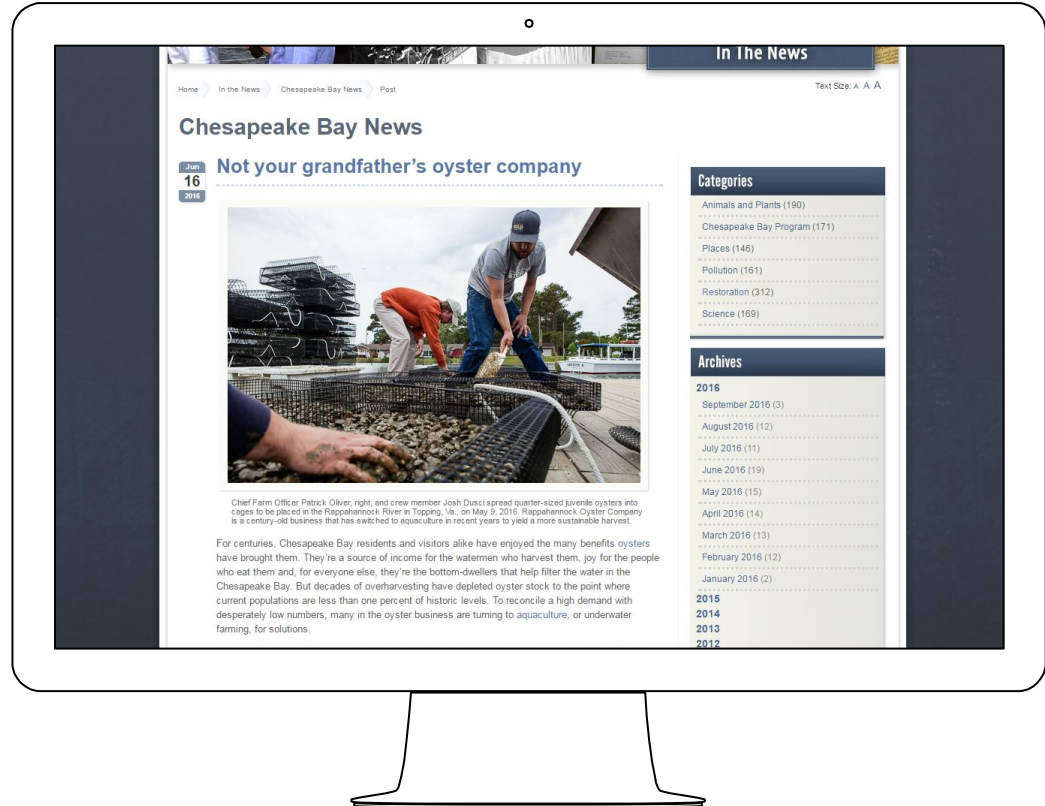 In The News
Home
In the News
Chesapeake Bay News
Post
Text Size: A A A
Chesapeake Bay News
Jun
16
2016
Not your grandfather's oyster company
Chief Farm Officer Patrick Oliver, right, and crew member Josh Dusci spread quarter-sized juvenile oysters into
cages to be placed in the Rappahannock River in Topping, Va., on May 9, 2016. Rappahannock Oyster Company
is a century-old business that has switched to aquaculture in recent years to yield a more sustainable harvest.
For centuries, Chesapeake Bay residents and visitors alike have enjoyed the many benefits oysters
have brought them. They're a source of income for the watermen who harvest them, joy for the people
who eat them and, for everyone else, they're the bottom-dwellers that help filter the water in the
Chesapeake Bay. But decades of overharvesting have depleted oyster stock to the point where
current populations are less than one percent of historic levels. To reconcile a high demand with
desperately low numbers, many in the oyster business are turning to aquaculture, or underwater
farming, for solutions.
Categories
Animals and Plants (190)
Chesapeake Bay Program (171)
Places (146)
Pollution (161)
Restoration (312)
Science (169)
Archives
2016
September 2016 (3)
August 2016 (12)
July 2016 (11)
June 2016 (19)
May 2016 (15)
April 2016 (14)
March 2016 (13)
February 2016 (12)
January 2016 (2)
2015
2014
2013
2012